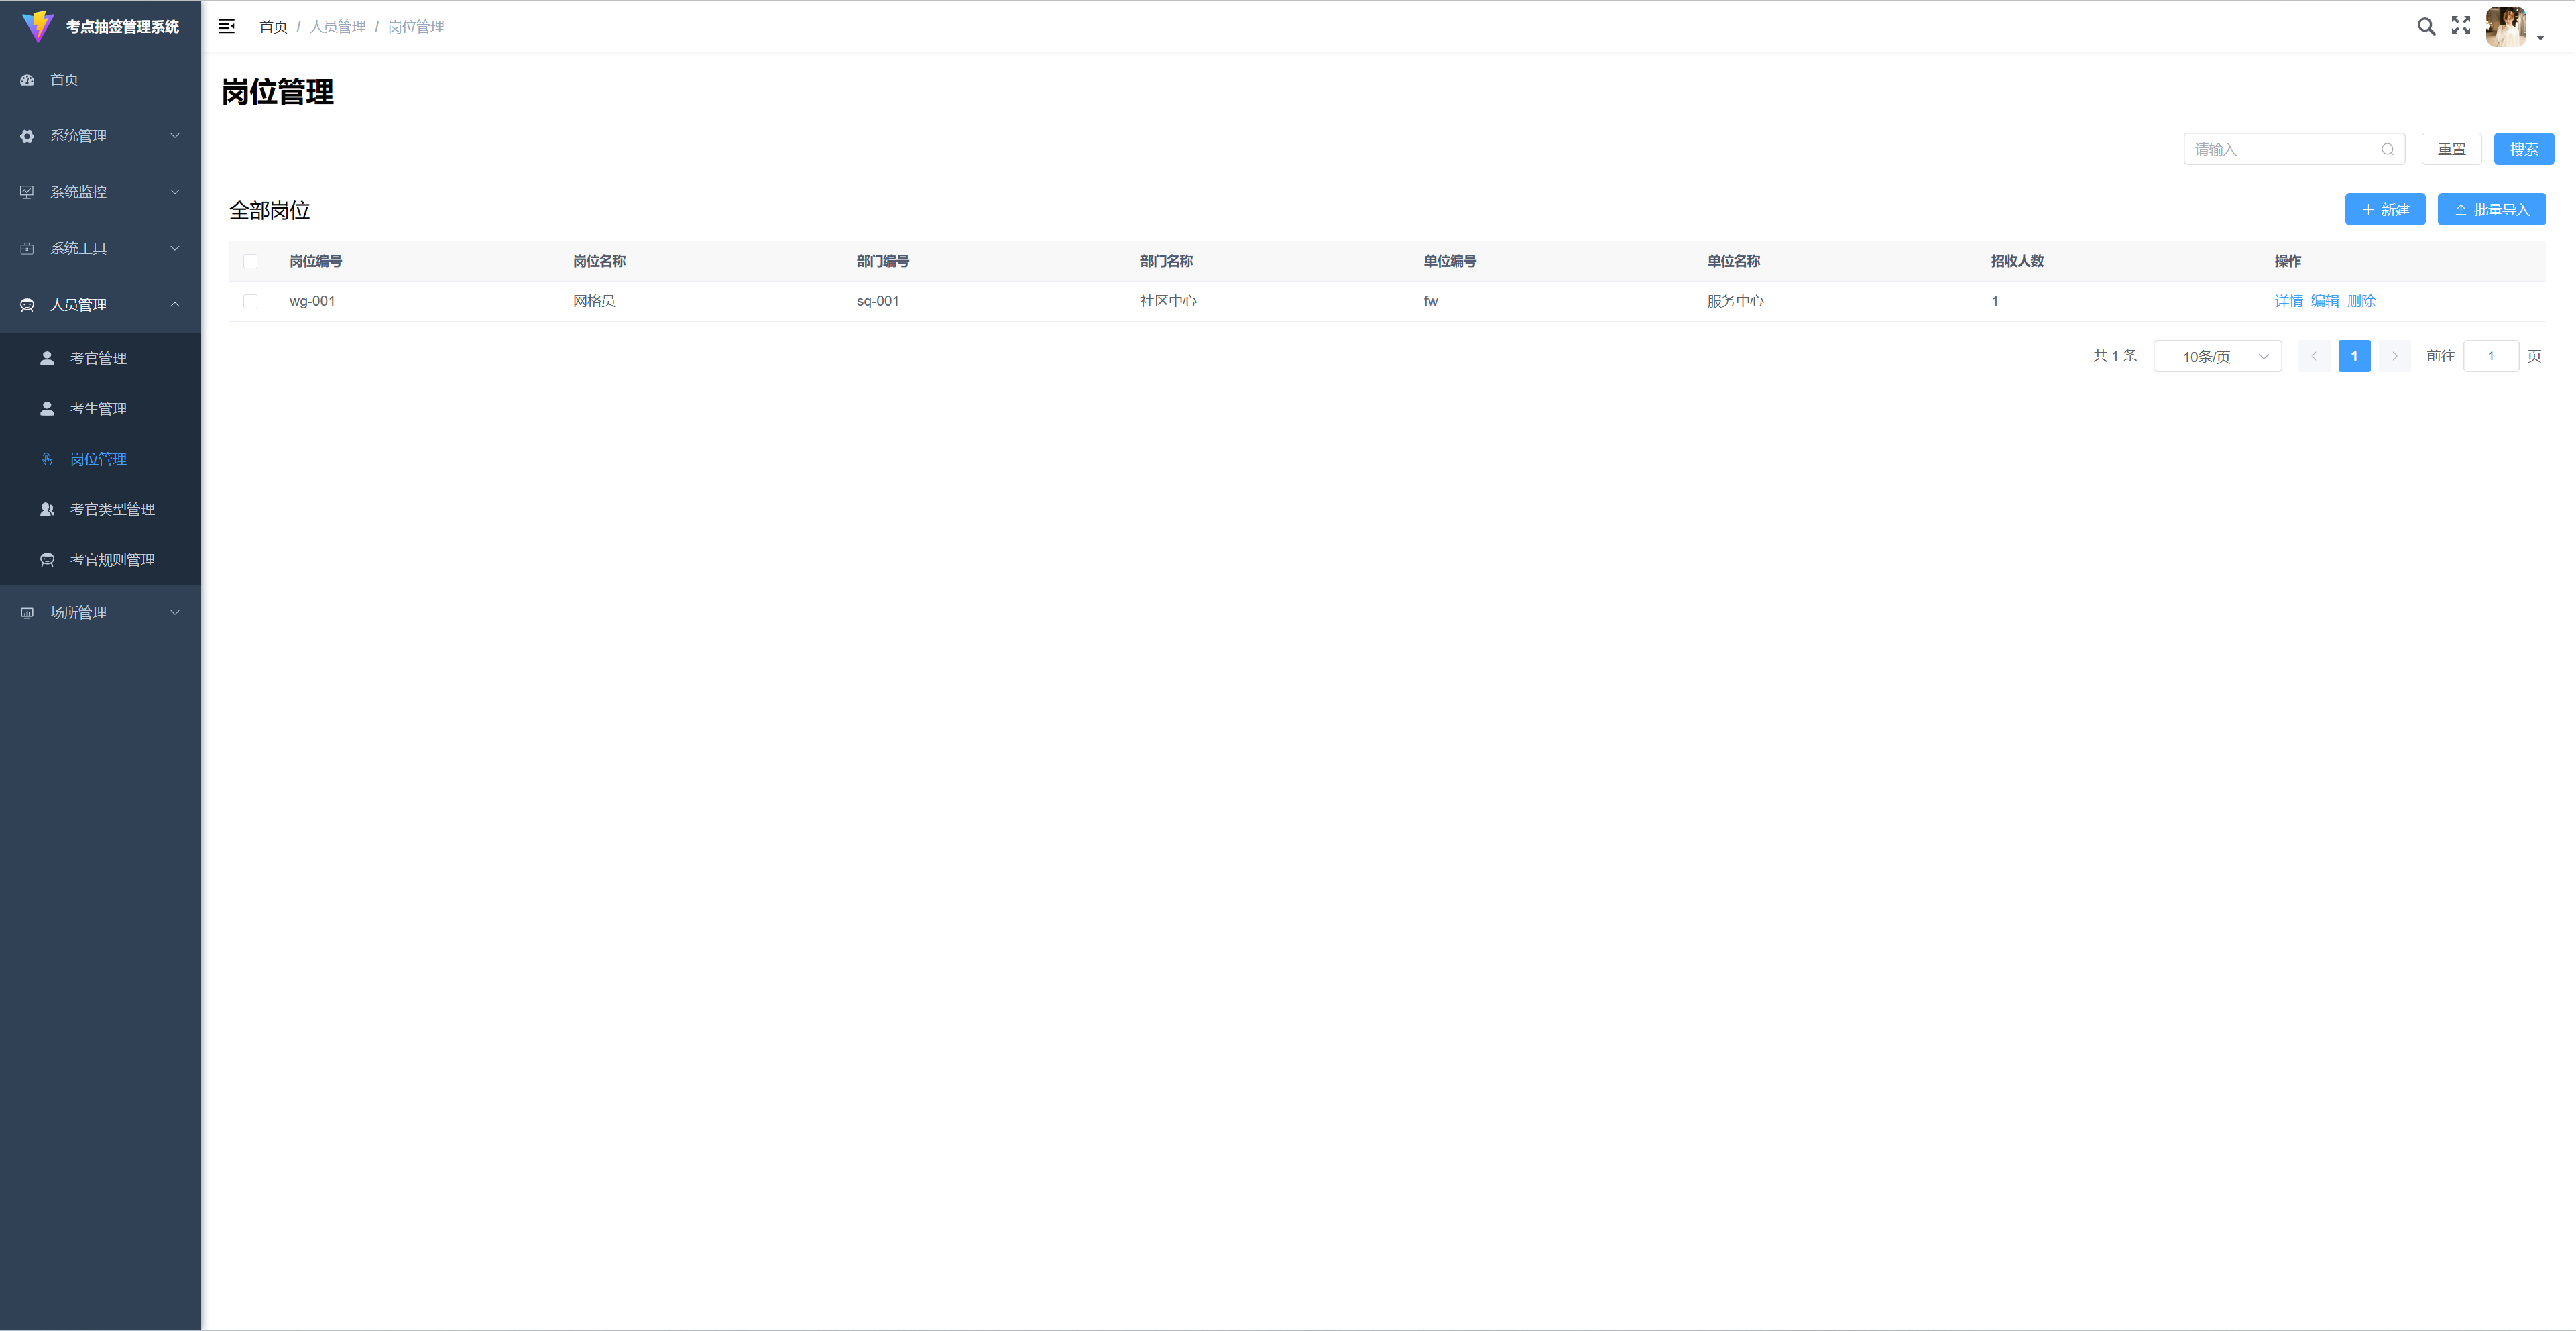 考点抽签管理系统
首页 / 人员管理 / 岗位管理
首页
系统管理
系统监控
系统工具
人员管理
考官管理
考生管理
岗位管理
考官类型管理
考官规则管理
场所管理
岗位管理
请输入 重置 搜索
全部岗位 新建 批量导入
岗位编号 岗位名称 部门编号 部门名称 单位编号 单位名称 招收人数 操作
wg-001 网格员 sq-001 社区中心 fw 服务中心 1 详情 编辑 删除
共 1 条 10条/页 1 前往 1 页